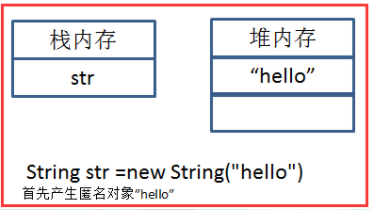 栈内存
堆内存
str
“hello”
String str =new String("hello")
首先产生匿名对象"hello"